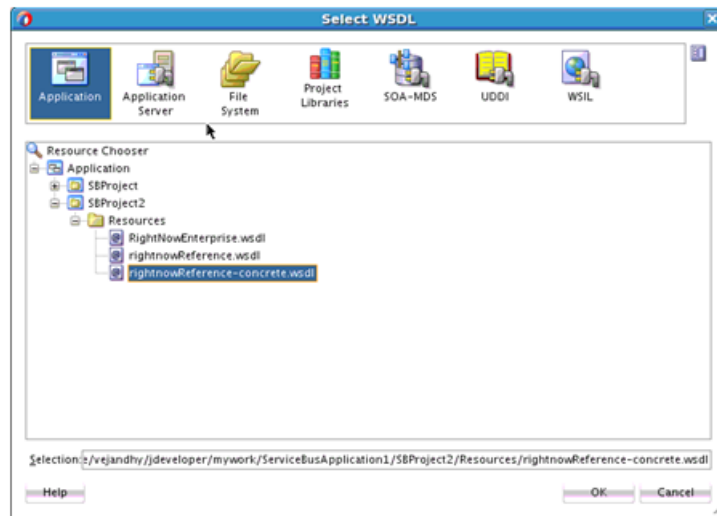 Select WSDL
Application
Application Server
File System
Project Libraries
SOA-MDS
UDDI
WSIL
Resource Chooser
Application
SBProject
SBProject2
Resources
RightNowEnterprise.wsdl
rightnowReference.wsdl
rightnowReference-concrete.wsdl
Selection: e/vejandhy/jdeveloper/mywork/ServiceBusApplication1/SBProject2/Resources/rightnowReference-concrete.wsdl
Help
OK
Cancel